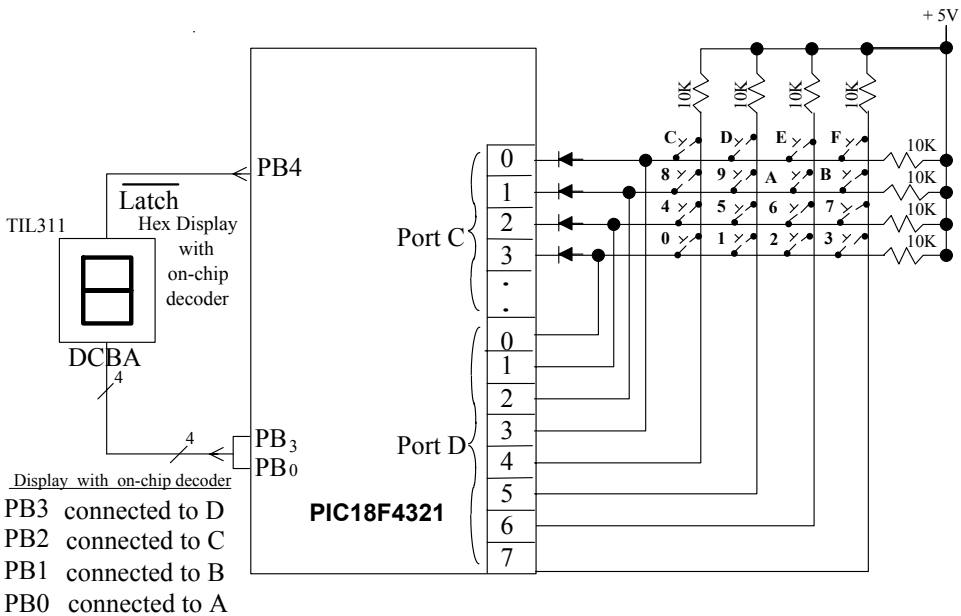 + 5V
10K
10K
10K
10K
C
D
E
F
10K
8
9
A
B
10K
4
5
6
7
10K
0
1
2
3
10K
PB4
Latch
TIL311
Hex Display
with
on-chip
decoder
DCBA
4
4
PB3
PB0
Port C
0
1
2
3
.
.
Port D
0
1
2
3
4
5
6
7
PIC18F4321
Display with on-chip decoder
PB3 connected to D
PB2 connected to C
PB1 connected to B
PB0 connected to A